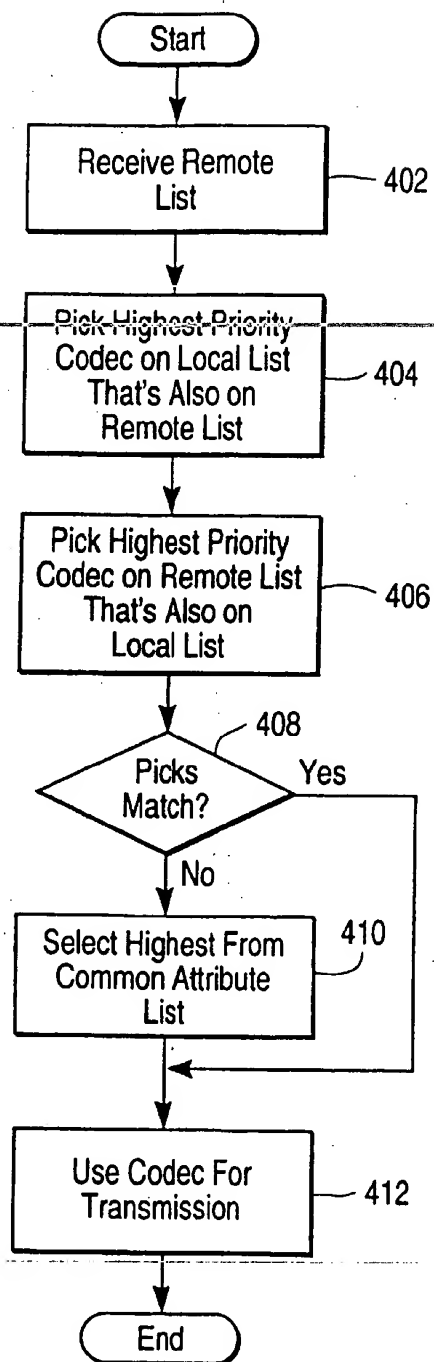 Start
Receive Remote
List
402
Pick Highest Priority
Codec on Local List
That's Also on
Remote List
404
Pick Highest Priority
Codec on Remote List
That's Also on
Local List
406
408
Picks
Match?
Yes
No
Select Highest From
Common Attribute
List
410
Use Codec For
Transmission
412
End